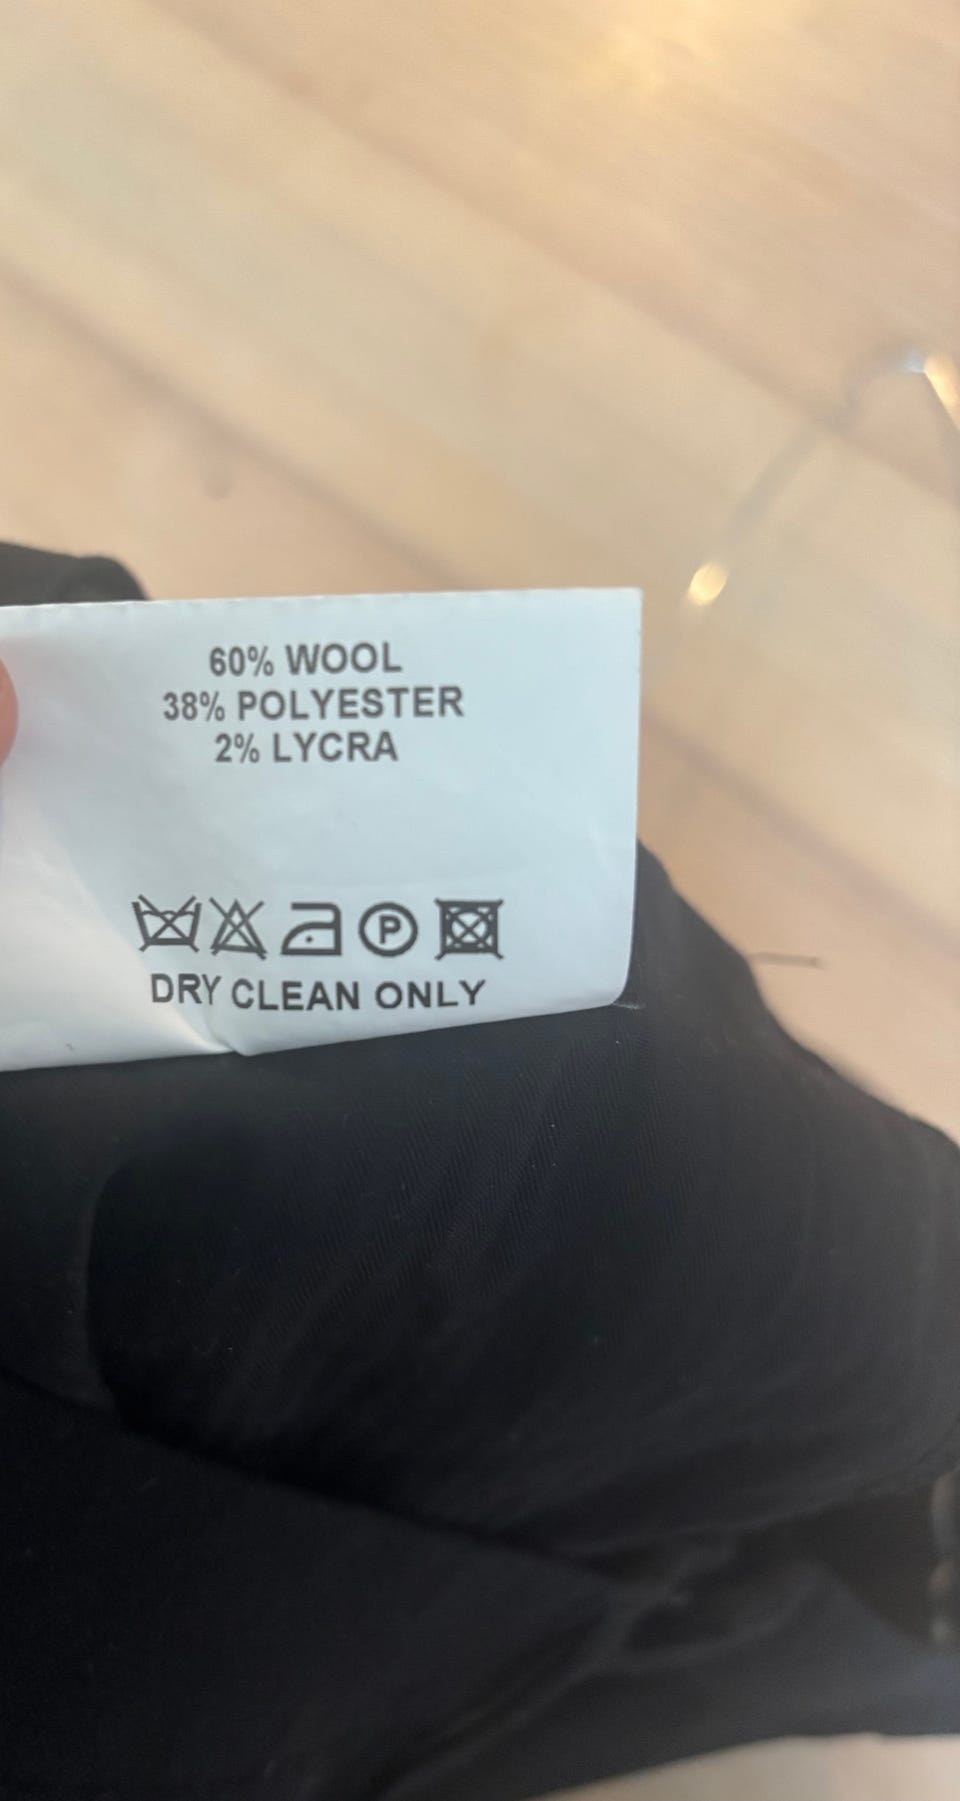 60% WOOL
38% POLYESTER
2% LYCRA
P
DRY CLEAN ONLY